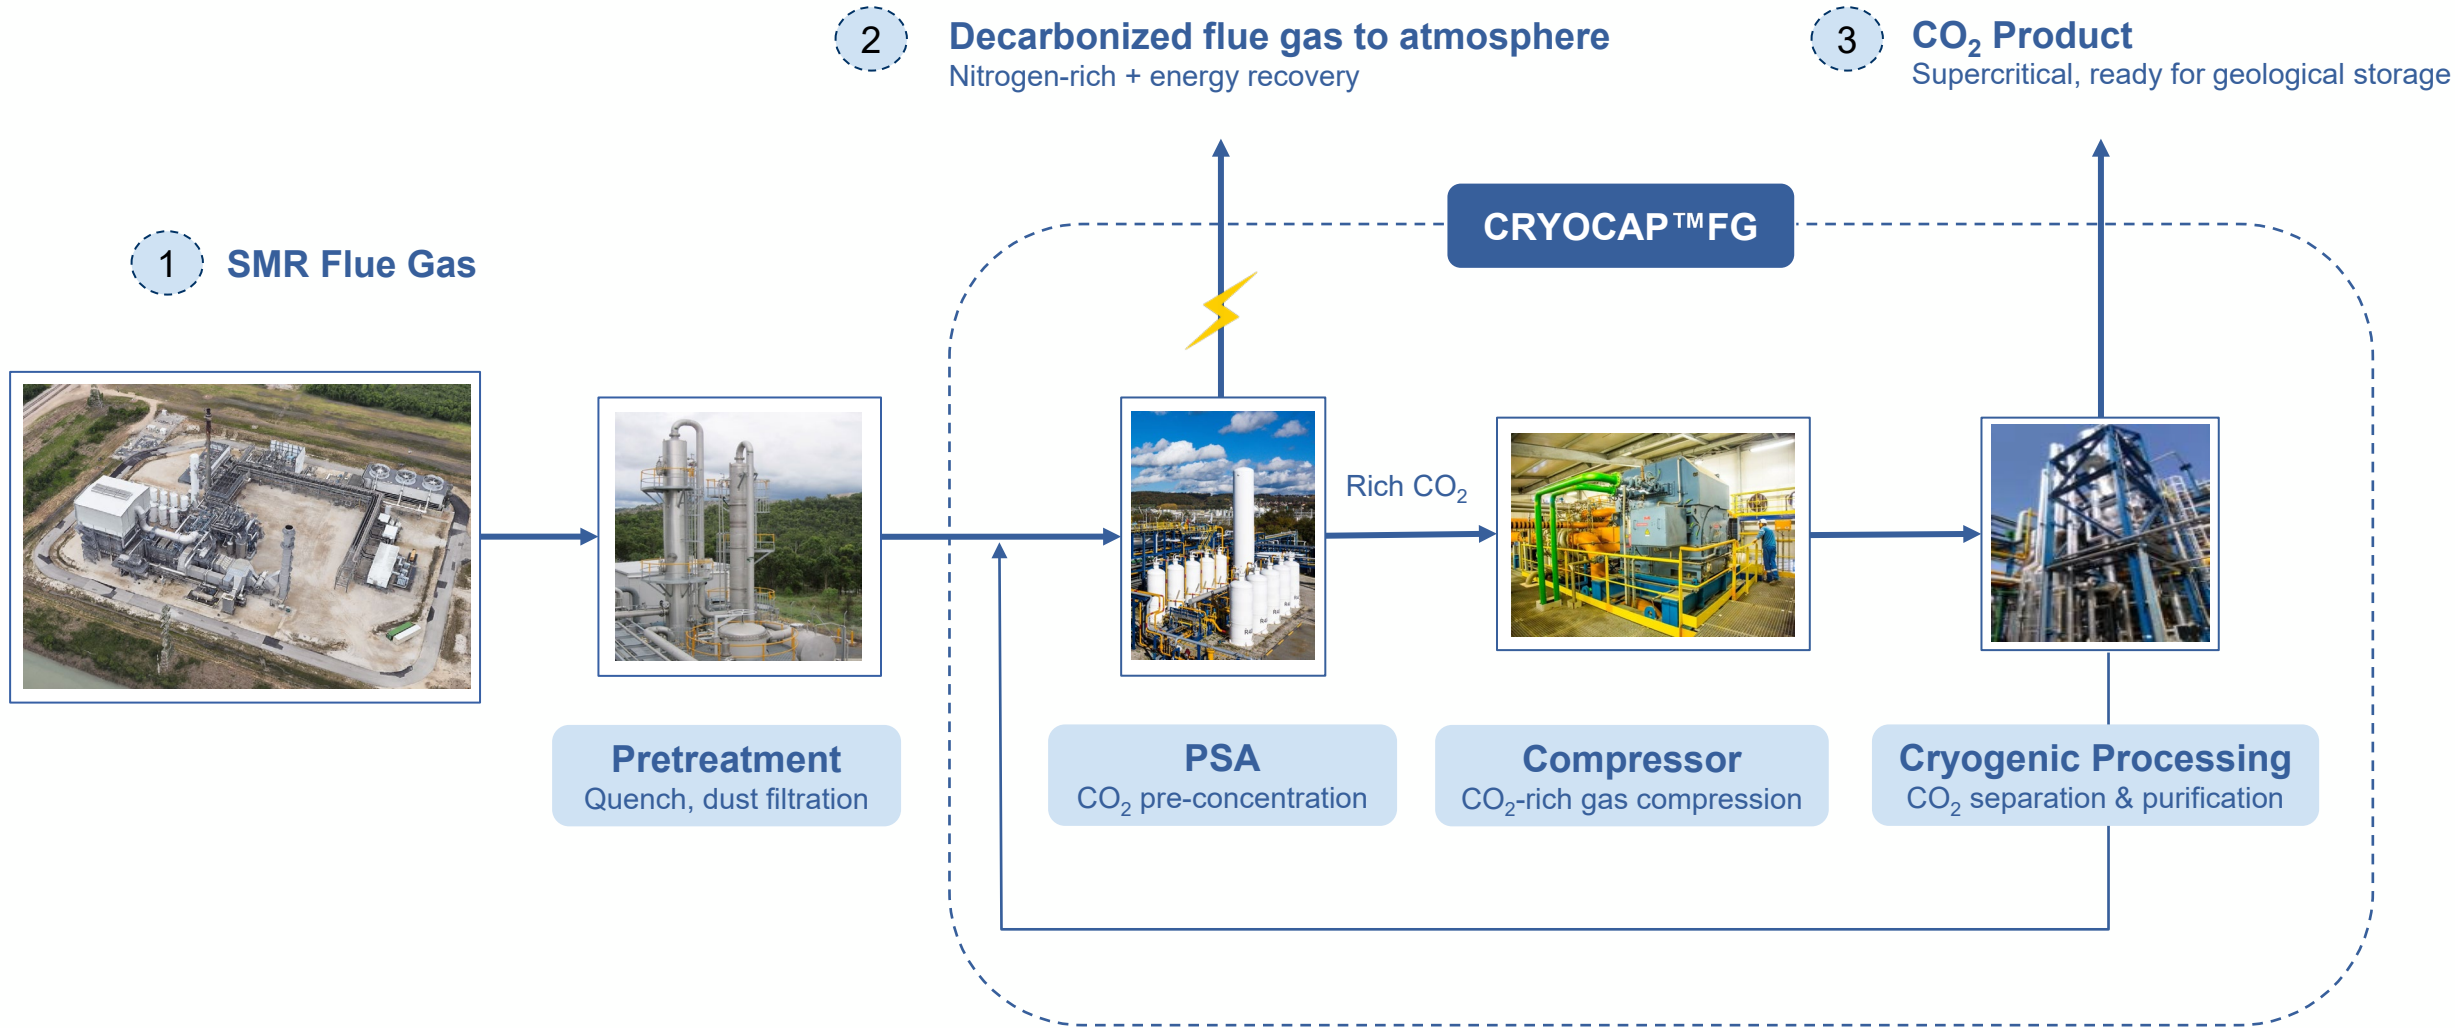 2
Decarbonized flue gas to atmosphere
Nitrogen-rich + energy recovery
3
CO₂ Product
Supercritical, ready for geological storage
CRYOCAP™FG
1
SMR Flue Gas
Rich CO₂
Pretreatment
Quench, dust filtration
PSA
CO₂ pre-concentration
Compressor
CO₂-rich gas compression
Cryogenic Processing
CO₂ separation & purification